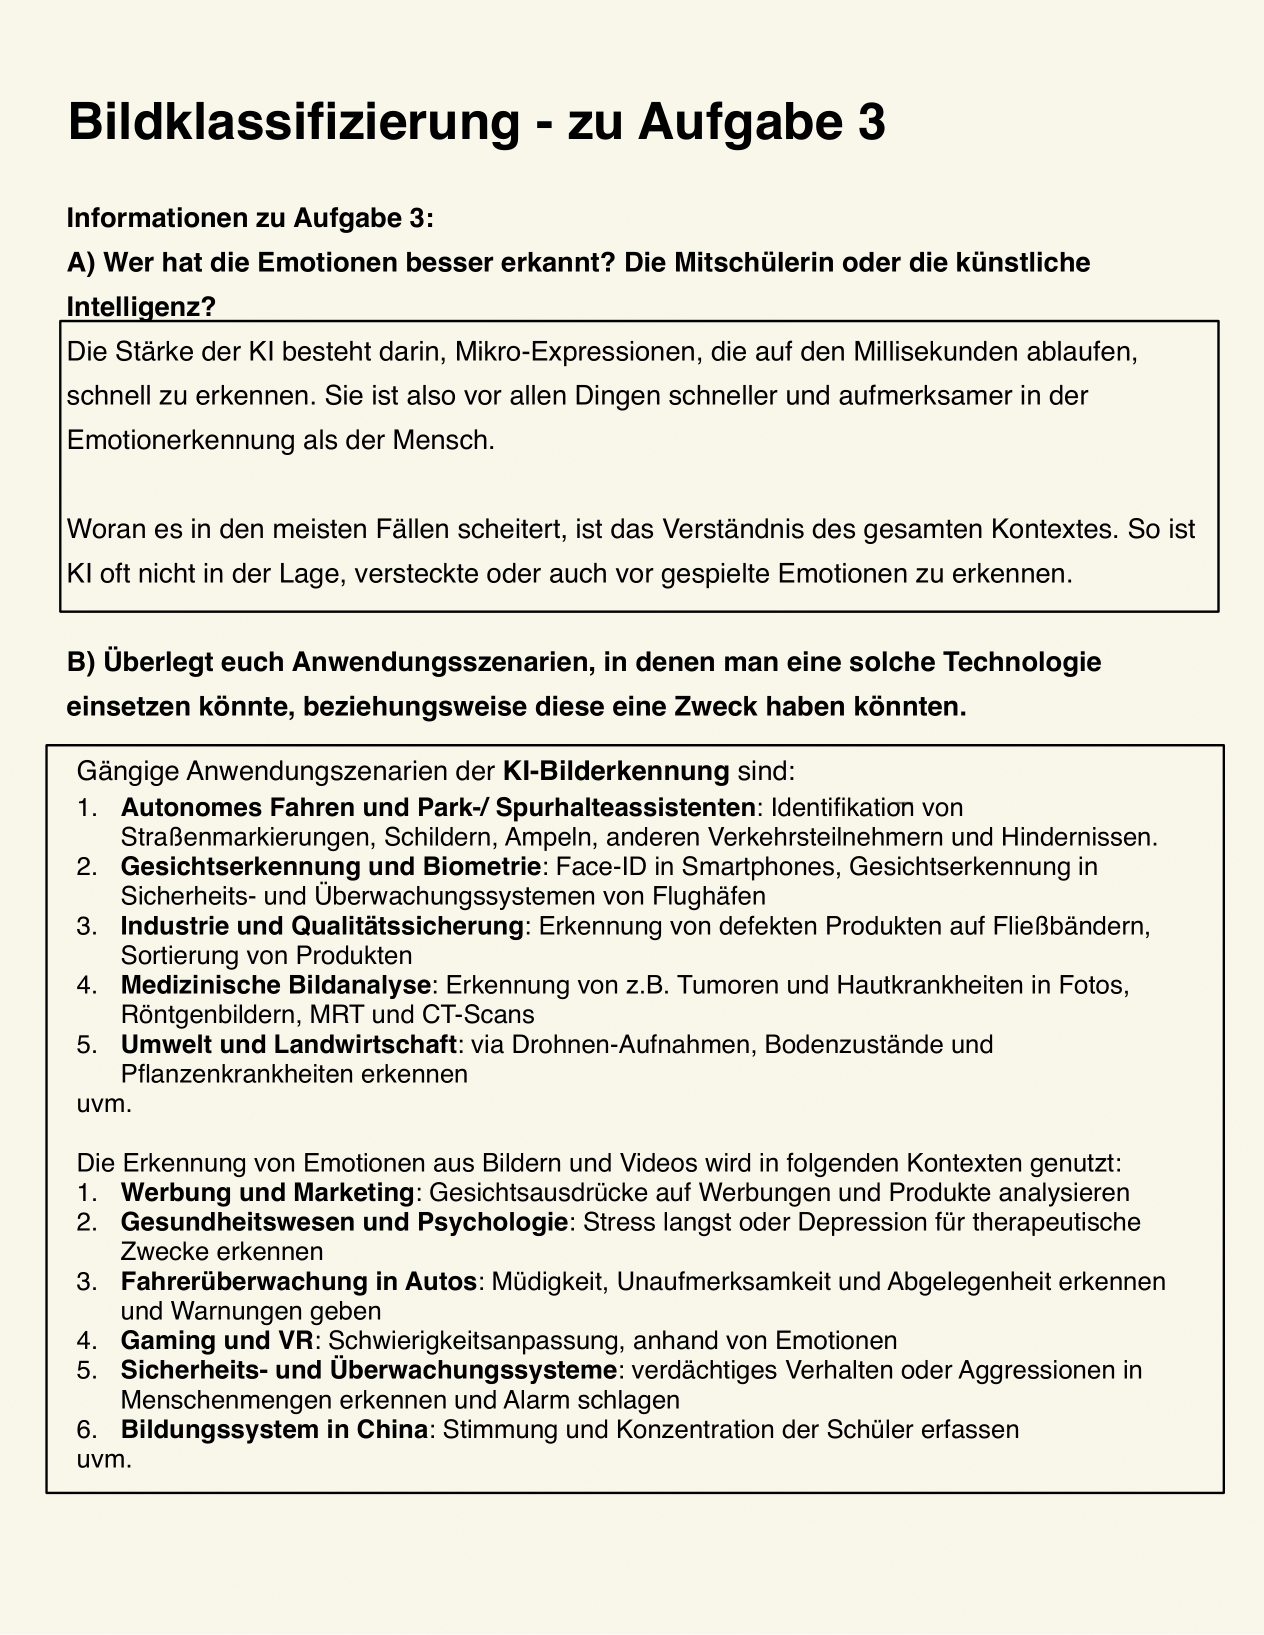 Bildklassifizierung - zu Aufgabe 3
Informationen zu Aufgabe 3:
A) Wer hat die Emotionen besser erkannt? Die Mitschülerin oder die künstliche
Intelligenz?
Die Stärke der KI besteht darin, Mikro-Expressionen, die auf den Millisekunden ablaufen,
schnell zu erkennen. Sie ist also vor allen Dingen schneller und aufmerksamer in der
Emotionerkennung als der Mensch.
Woran es in den meisten Fällen scheitert, ist das Verständnis des gesamten Kontextes. So ist
KI oft nicht in der Lage, versteckte oder auch vor gespielte Emotionen zu erkennen.
B) Überlegt euch Anwendungsszenarien, in denen man eine solche Technologie
einsetzen könnte, beziehungsweise diese eine Zweck haben könnten.
Gängige Anwendungszenarien der KI-Bilderkennung sind:
1. Autonomes Fahren und Park-/ Spurhalteassistenten: Identifikation von
Straßenmarkierungen, Schildern, Ampeln, anderen Verkehrsteilnehmern und Hindernissen.
2. Gesichtserkennung und Biometrie: Face-ID in Smartphones, Gesichtserkennung in
Sicherheits- und Überwachungssystemen von Flughäfen
3. Industrie und Qualitätssicherung: Erkennung von defekten Produkten auf Fließbändern,
Sortierung von Produkten
4. Medizinische Bildanalyse: Erkennung von z.B. Tumoren und Hautkrankheiten in Fotos,
Röntgenbildern, MRT und CT-Scans
5. Umwelt und Landwirtschaft: via Drohnen-Aufnahmen, Bodenzustände und
Pflanzenkrankheiten erkennen
uvm.
Die Erkennung von Emotionen aus Bildern und Videos wird in folgenden Kontexten genutzt:
1. Werbung und Marketing: Gesichtsausdrücke auf Werbungen und Produkte analysieren
2. Gesundheitswesen und Psychologie: Stress langst oder Depression für therapeutische
Zwecke erkennen
3. Fahrerüberwachung in Autos: Müdigkeit, Unaufmerksamkeit und Abgelegenheit erkennen
und Warnungen geben
4. Gaming und VR: Schwierigkeitsanpassung, anhand von Emotionen
5. Sicherheits- und Überwachungssysteme: verdächtiges Verhalten oder Aggressionen in
Menschenmengen erkennen und Alarm schlagen
6. Bildungssystem in China: Stimmung und Konzentration der Schüler erfassen
uvm.